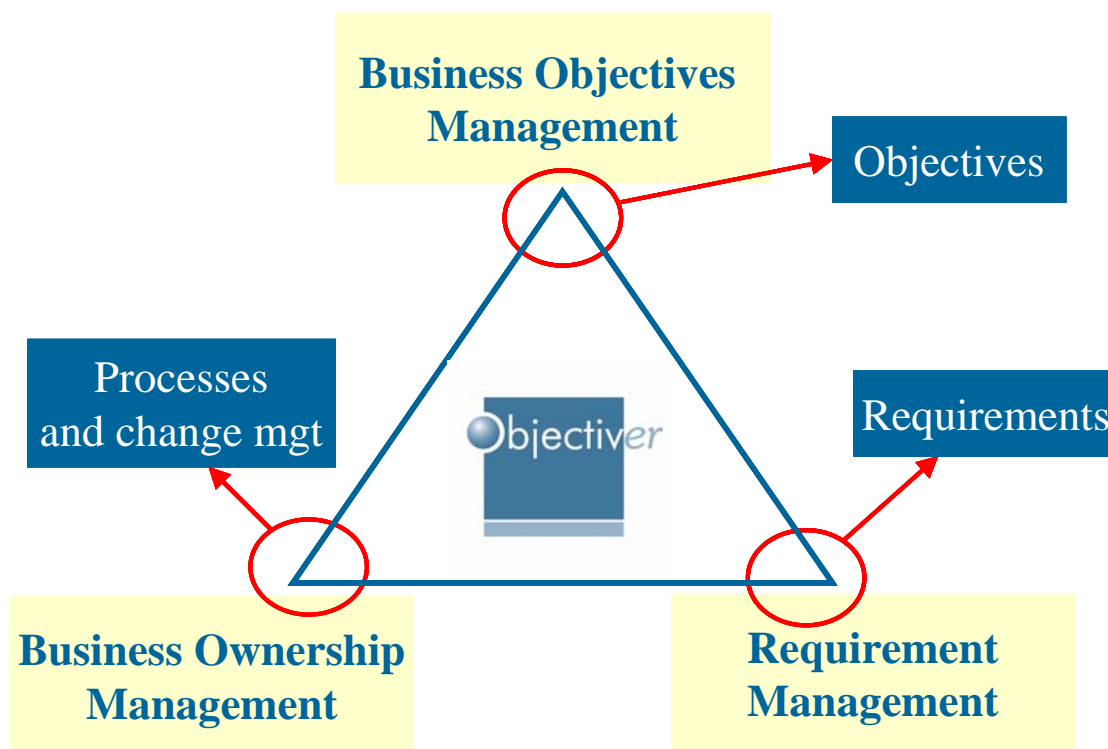 Business Objectives
Management
Objectives
Processes
and change mgt
Objectiver
Requirements
Business Ownership
Management
Requirement
Management